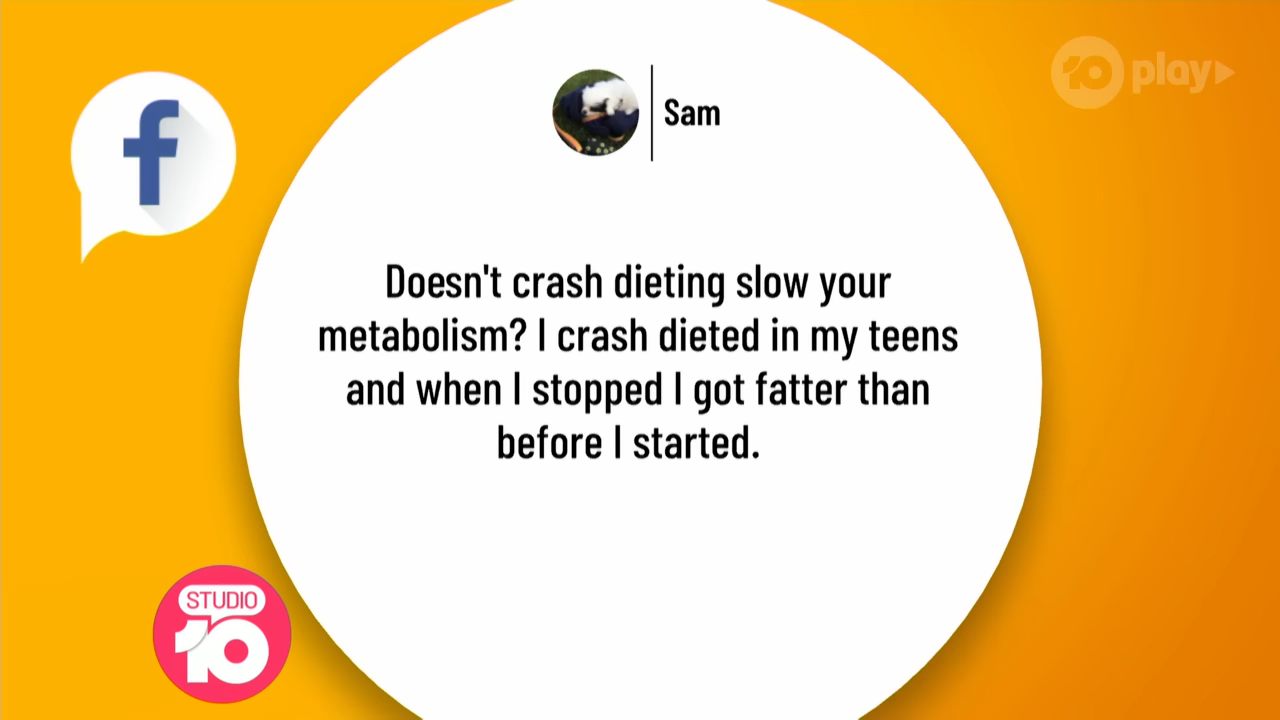 10 play
f
Sam
Doesn't crash dieting slow your
metabolism? I crash dieted in my teens
and when I stopped I got fatter than
before I started.
STUDIO
10